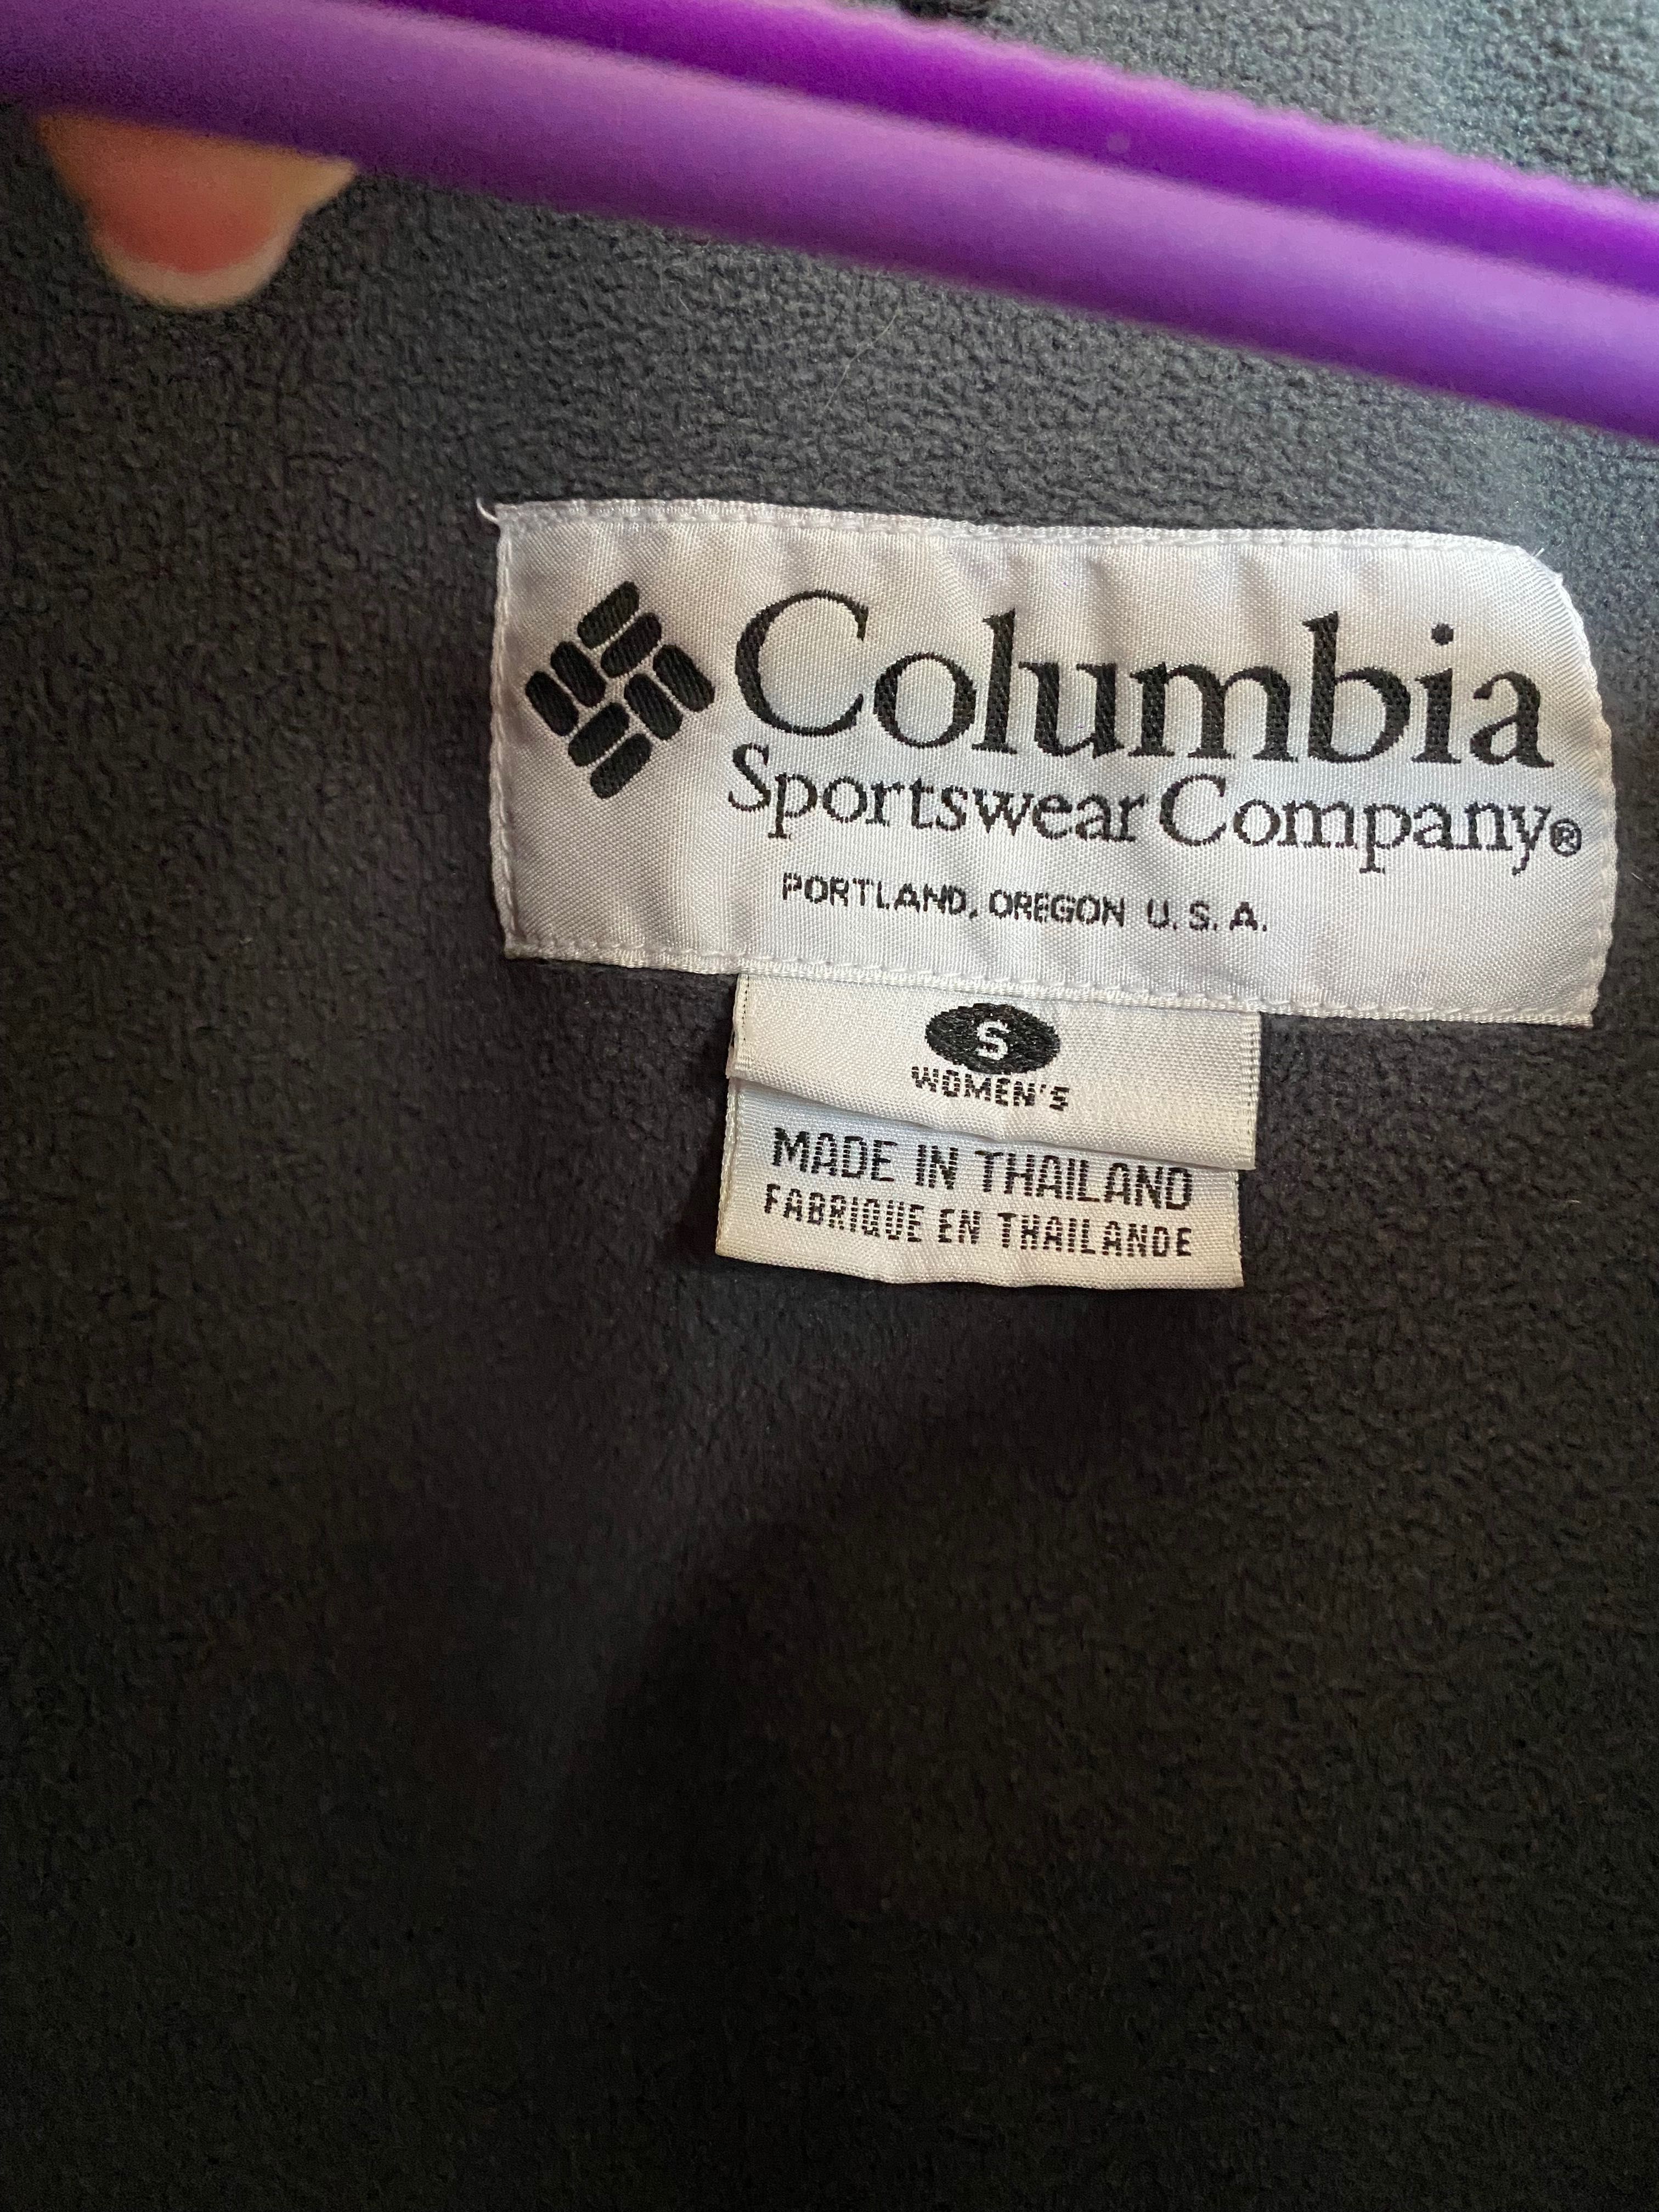 Columbia
Sportswear Company®
PORTLAND, OREGON U.S.A.
S
WOMEN'S
MADE IN THAILAND
FABRIQUE EN THAILANDE